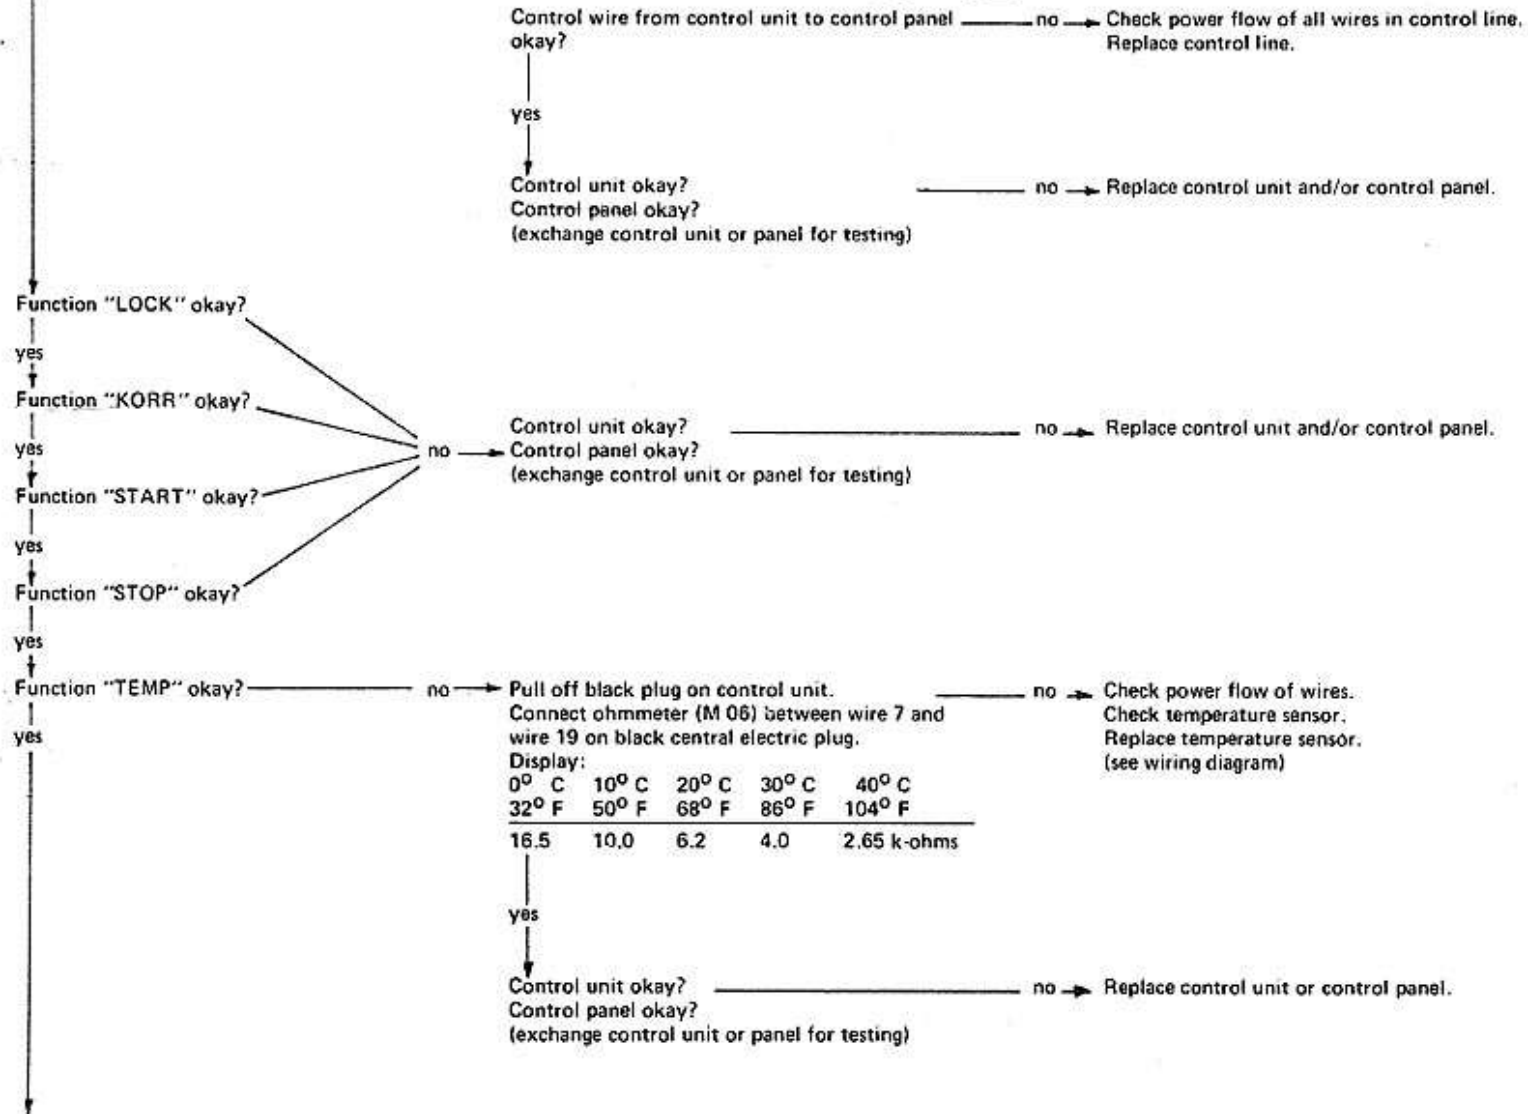 Control wire from control unit to control panel no Check power flow of all wires in control line.
okay? Replace control line.
yes
Control unit okay? no Replace control unit and/or control panel.
Control panel okay?
(exchange control unit or panel for testing)
Function "LOCK" okay?
yes
Function "KORR" okay?
yes
Function "START" okay?
yes
Function "STOP" okay?
no
Control unit okay? no Replace control unit and/or control panel.
Control panel okay?
(exchange control unit or panel for testing)
yes
Function "TEMP" okay? no Pull off black plug on control unit. no Check power flow of wires.
Connect ohmmeter (M 06) between wire 7 and Check temperature sensor.
yes wire 19 on black central electric plug. Replace temperature sensor.
Display: (see wiring diagram)
0° C 10° C 20° C 30° C 40° C
32° F 50° F 68° F 86° F 104° F
16.5 10.0 6.2 4.0 2.65 k-ohms
yes
Control unit okay? no Replace control unit or control panel.
Control panel okay?
(exchange control unit or panel for testing)